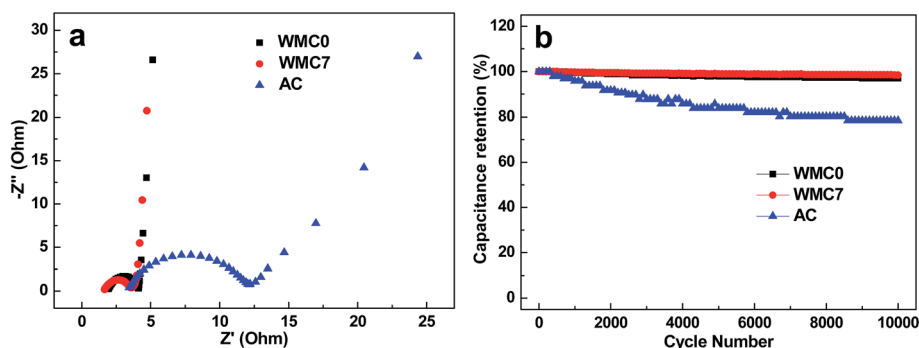 a
WMC0
WMC7
AC
-Z'' (Ohm)
30
25
20
15
10
5
0
0 5 10 15 20 25
Z' (Ohm)
b
Capacitance retention (%)
120
100
80
60
40
20
0
WMC0
WMC7
AC
0 2000 4000 6000 8000 10000
Cycle Number